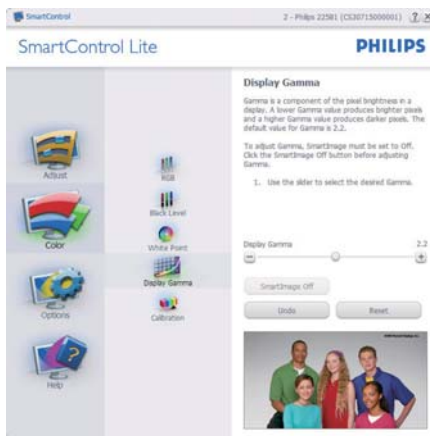 SmartControl
2 - Philips 225B1 (CS30715000001)
?
X
SmartControl Lite
PHILIPS
Adjust
Color
Options
Help
RGB
Black Level
White Point
Display Gamma
Calibration
Display Gamma
Gamma is a component of the pixel brightness in a
display. A lower Gamma value produces brighter pixels
and a higher Gamma value produces darker pixels. The
default value for Gamma is 2.2.
To adjust Gamma, SmartImage must be set to Off.
Click the SmartImage Off button before adjusting
Gamma.
1. Use the slider to select the desired Gamma.
Display Gamma
2.2
SmartImage Off
Undo
Reset